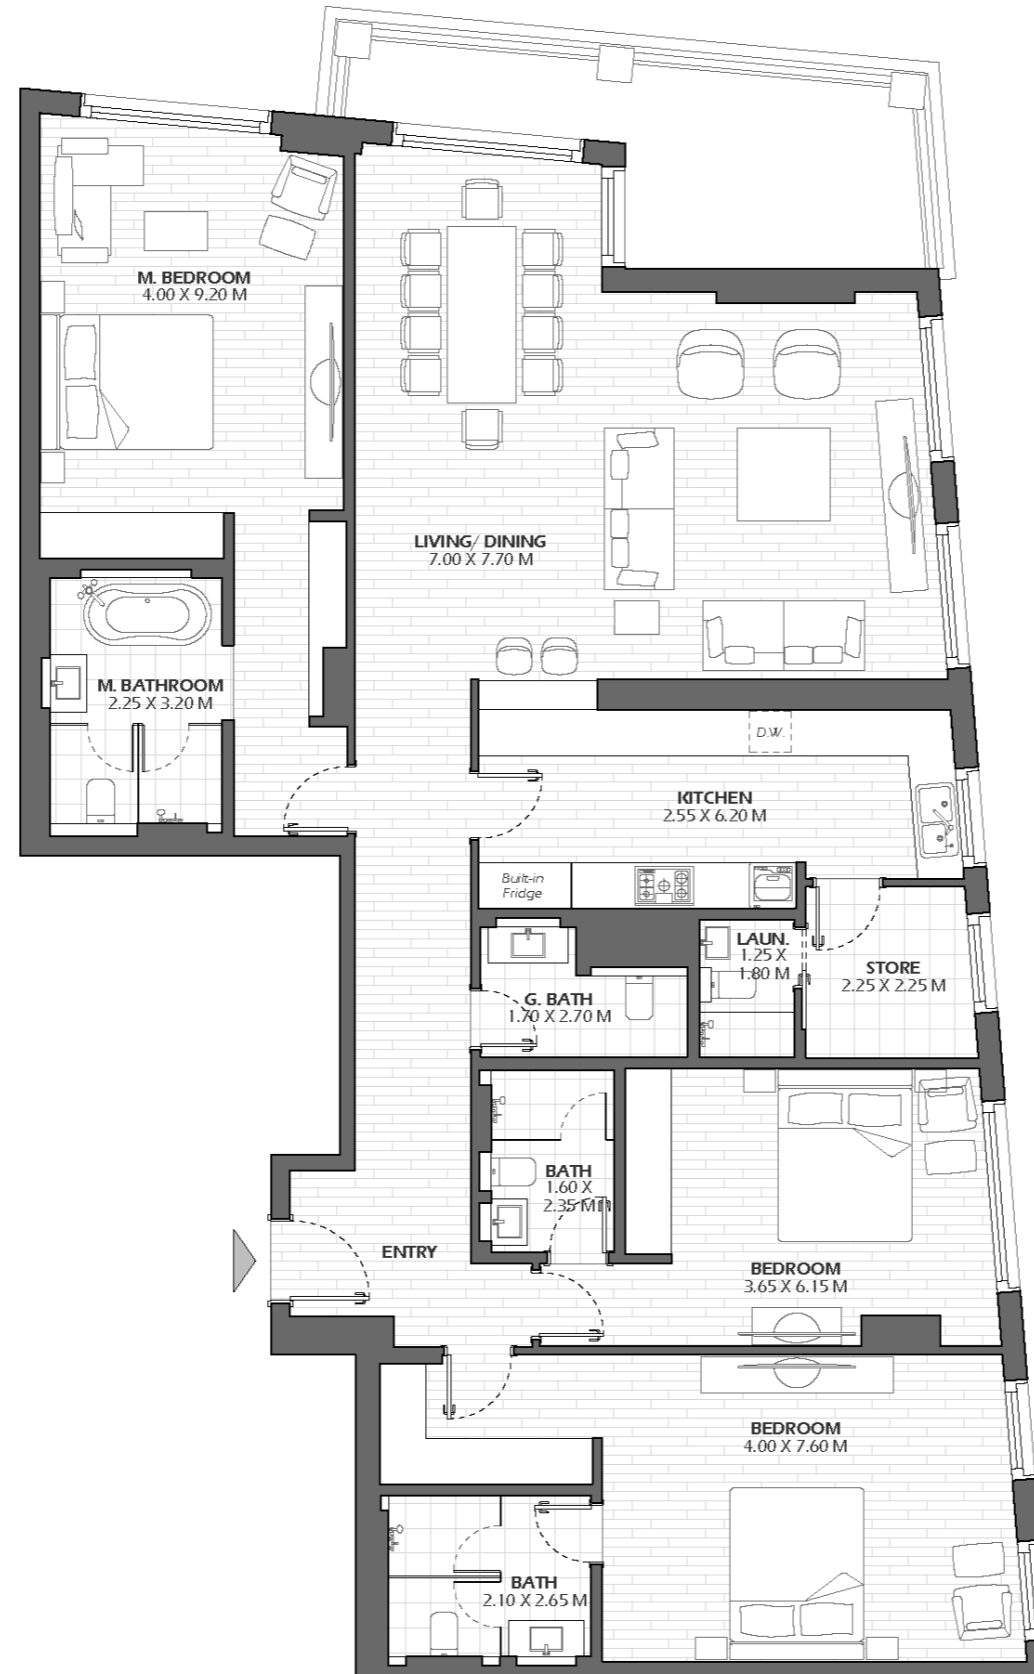 M. BEDROOM
4.00 X 9.20 M
LIVING/ DINING
7.00 X 7.70 M
M. BATHROOM
2.25 X 3.20 M
D.W.
KITCHEN
2.55 X 6.20 M
Built-in
Fridge
LAUN.
1.25 X
1.80 M
STORE
2.25 X 2.25 M
G. BATH
1.70 X 2.70 M
BATH
1.60 X
2.35 M
ENTRY
BEDROOM
3.65 X 6.15 M
BEDROOM
4.00 X 7.60 M
BATH
2.10 X 2.65 M